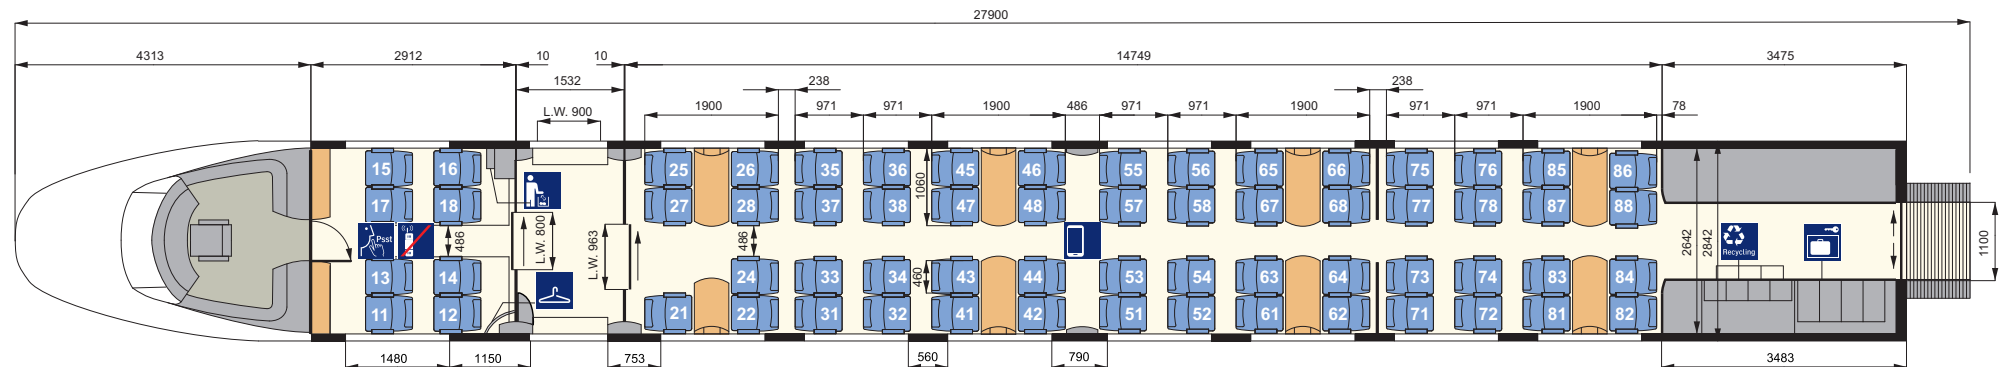 27900
4313 2912 10 10 14749 3475
1532 238 238
L.W. 900 1900 971 971 1900 486 971 971 1900 971 971 1900 78
15 16 25 26 35 36 45 46 55 56 65 66 75 76 85 86
1060
17 18 27 28 37 38 47 48 57 58 67 68 77 78 87 88
Psst 486 L.W. 800 L.W. 963 486 2642 2842 Recycling 1100
13 14 24 33 34 460 43 44 53 54 63 64 73 74 83 84
11 12 21 22 31 32 41 42 51 52 61 62 71 72 81 82
1480 1150 753 560 790 3483